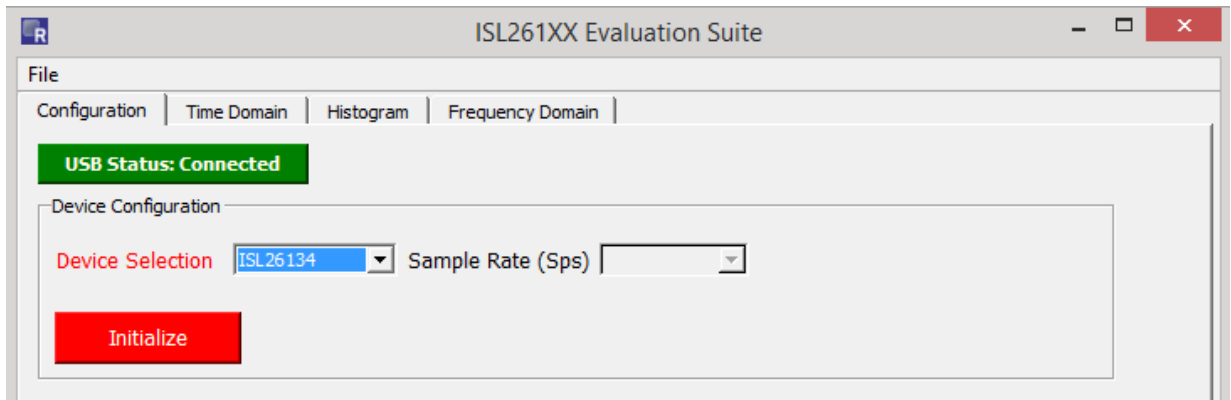 ISL261XX Evaluation Suite
File
Configuration Time Domain Histogram Frequency Domain
USB Status: Connected
Device Configuration
Device Selection ISL26134 Sample Rate (Sps)
Initialize